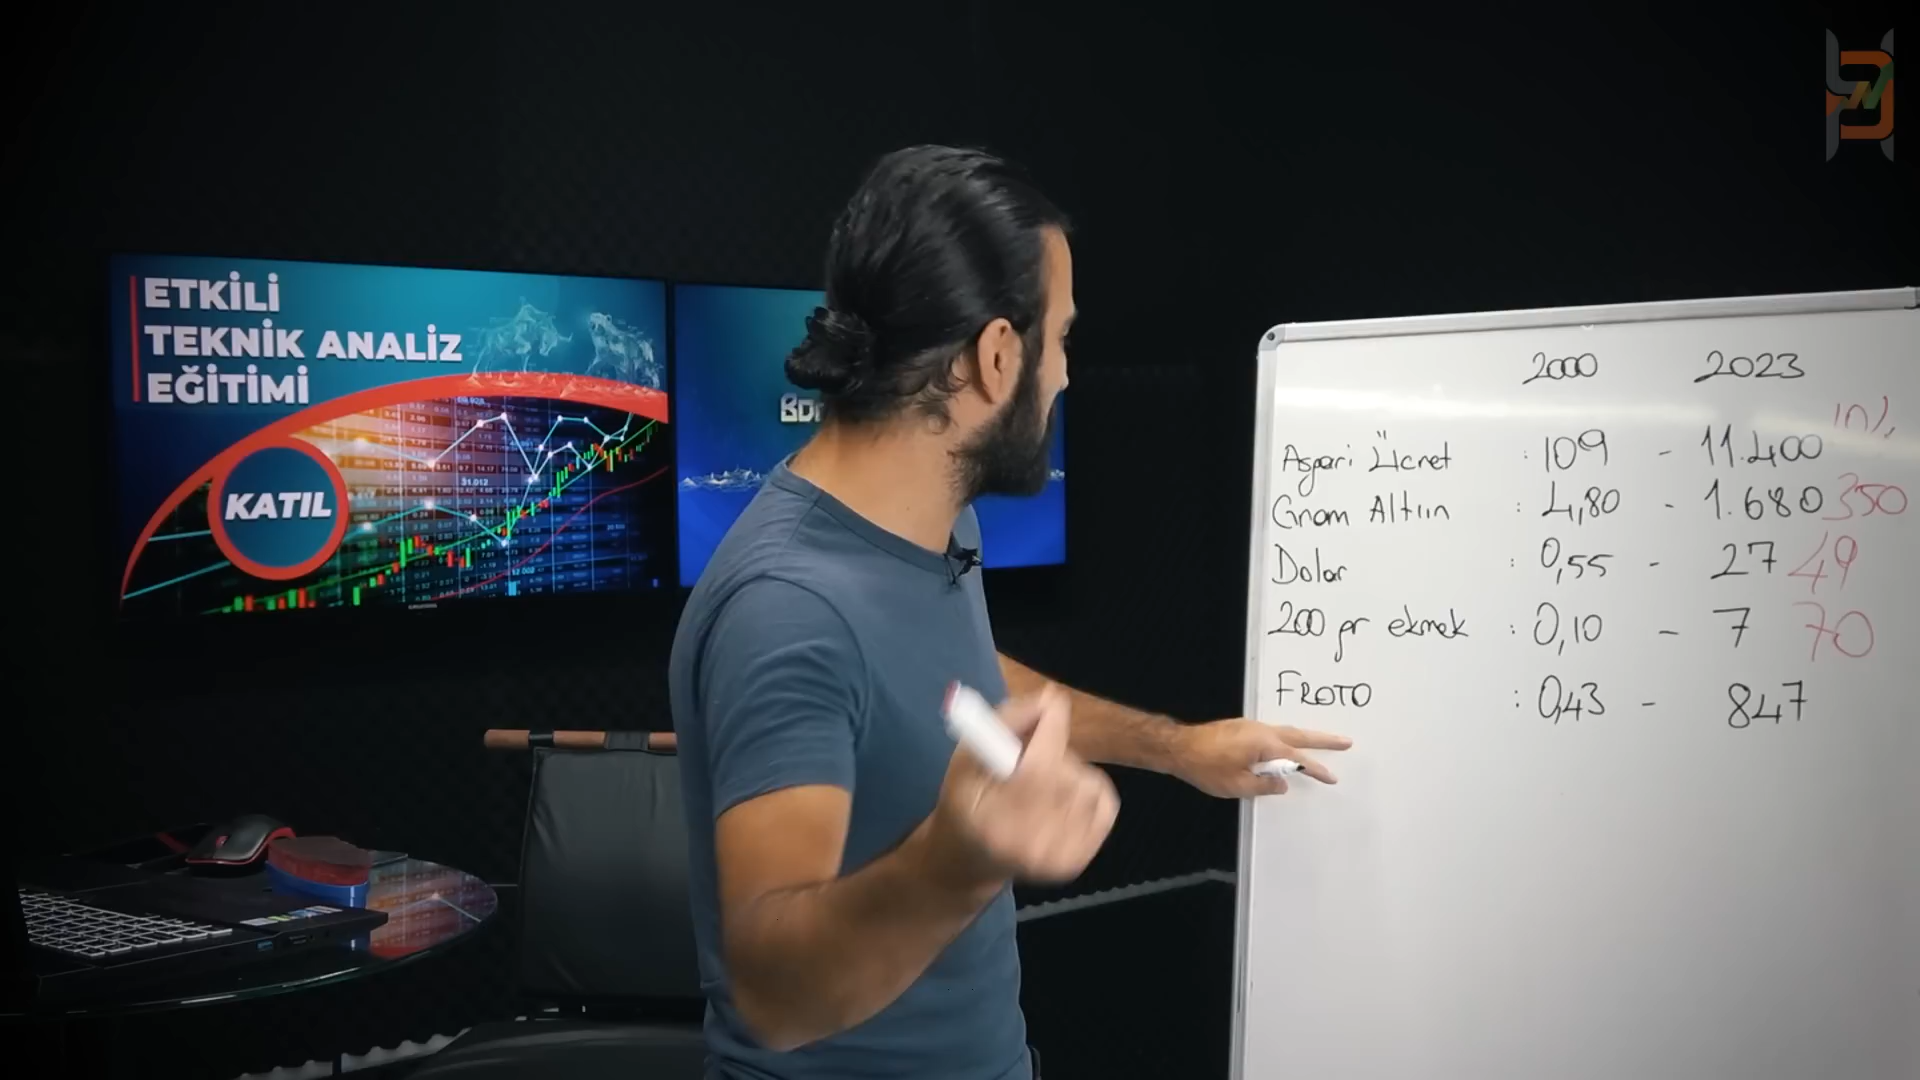 ETKİLİ
TEKNİK ANALİZ
EĞİTİMİ
KATIL
2000 2023
Asgari Ücret : 109 - 11.400
Gram Altın : 4,80 - 1.680 350
Dolar : 0,55 - 27 49
200 gr ekmek : 0,10 - 7 70
FROTO : 0,43 - 847